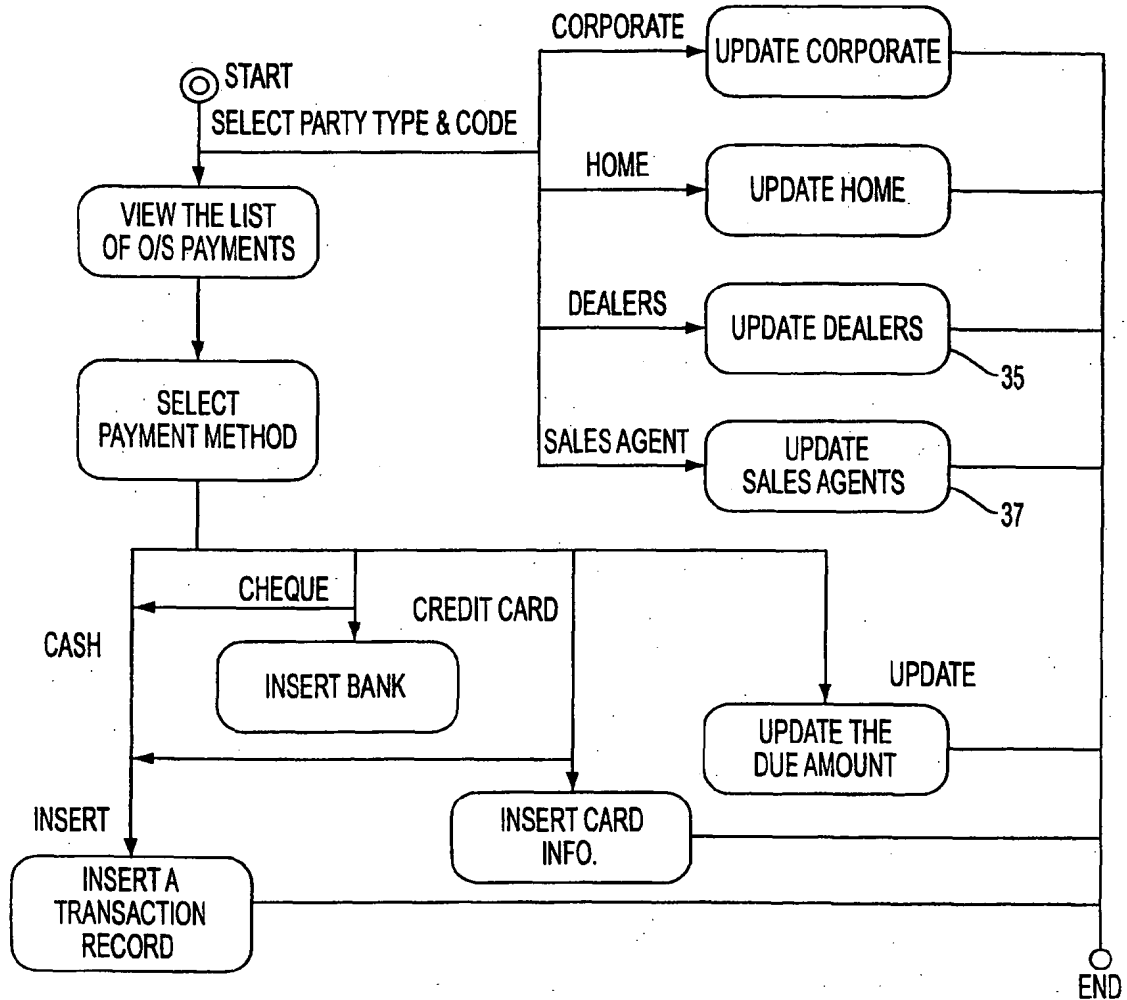 START
SELECT PARTY TYPE & CODE
VIEW THE LIST
OF O/S PAYMENTS
SELECT
PAYMENT METHOD
CORPORATE
UPDATE CORPORATE
HOME
UPDATE HOME
DEALERS
UPDATE DEALERS
35
SALES AGENT
UPDATE
SALES AGENTS
37
CHEQUE
CREDIT CARD
CASH
INSERT BANK
UPDATE
UPDATE THE
DUE AMOUNT
INSERT
INSERT CARD
INFO.
INSERT A
TRANSACTION
RECORD
END